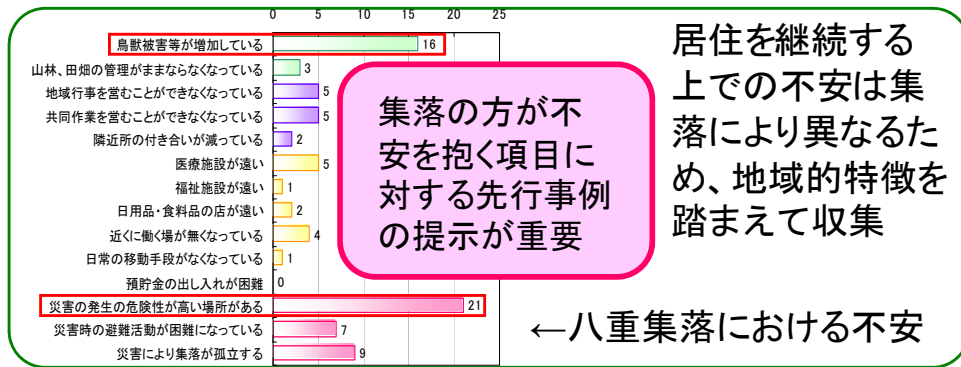 0 5 10 15 20 25
鳥獣被害等が増加している 16
山林、田畑の管理がままならなくなっている 3
地域行事を営むことができなくなっている 5
共同作業を営むことができなくなっている 5
隣近所の付き合いが減っている 2
医療施設が遠い 5
福祉施設が遠い 1
日用品・食料品の店が遠い 2
近くに働く場が無くなっている 4
日常の移動手段がなくなっている 1
預貯金の出し入れが困難 0
災害の発生の危険性が高い場所がある 21
災害時の避難活動が困難になっている 7
災害により集落が孤立する 9
集落の方が不
安を抱く項目に
対する先行事例
の提示が重要
居住を継続する
上での不安は集
落により異なるた
め、地域的特徴を
踏まえて収集
←八重集落における不安